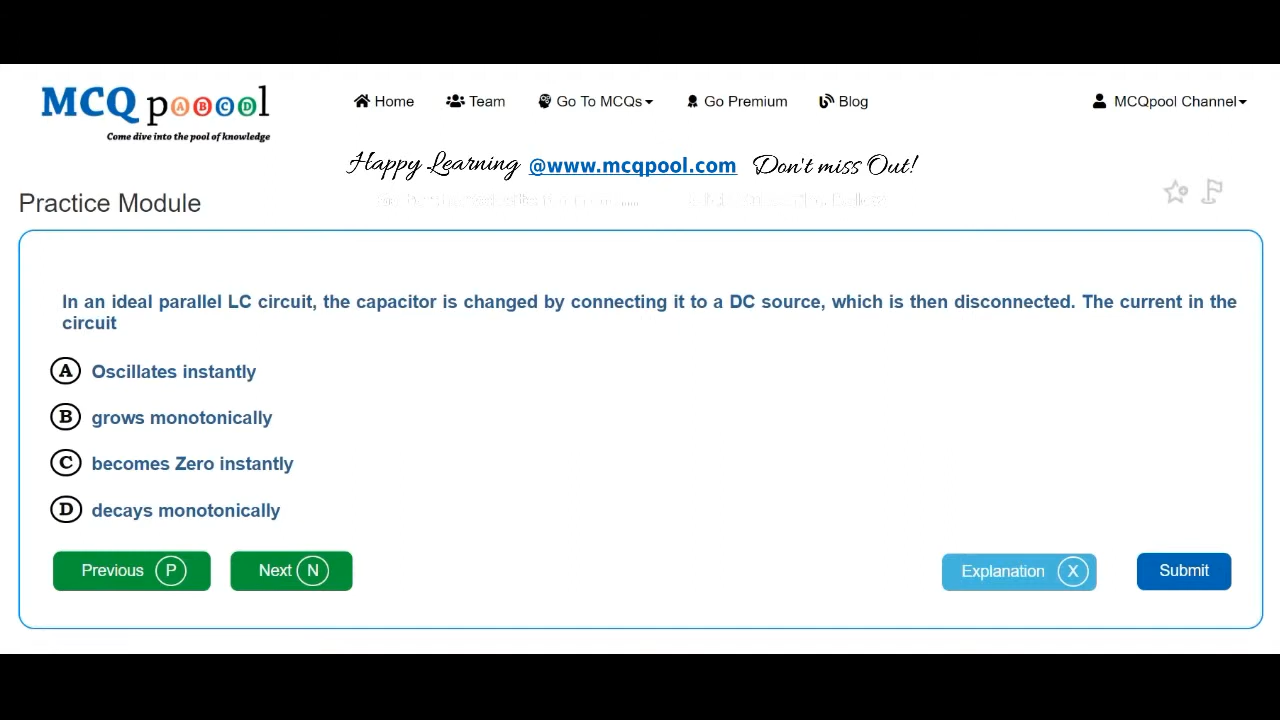 MCQ pooool
Come dive into the pool of knowledge
Home Team Go To MCQs Go Premium Blog MCQpool Channel
Happy Learning @www.mcqpool.com Don't miss Out!
Practice Module
In an ideal parallel LC circuit, the capacitor is changed by connecting it to a DC source, which is then disconnected. The current in the
circuit
A Oscillates instantly
B grows monotonically
C becomes Zero instantly
D decays monotonically
Previous P Next N Explanation X Submit